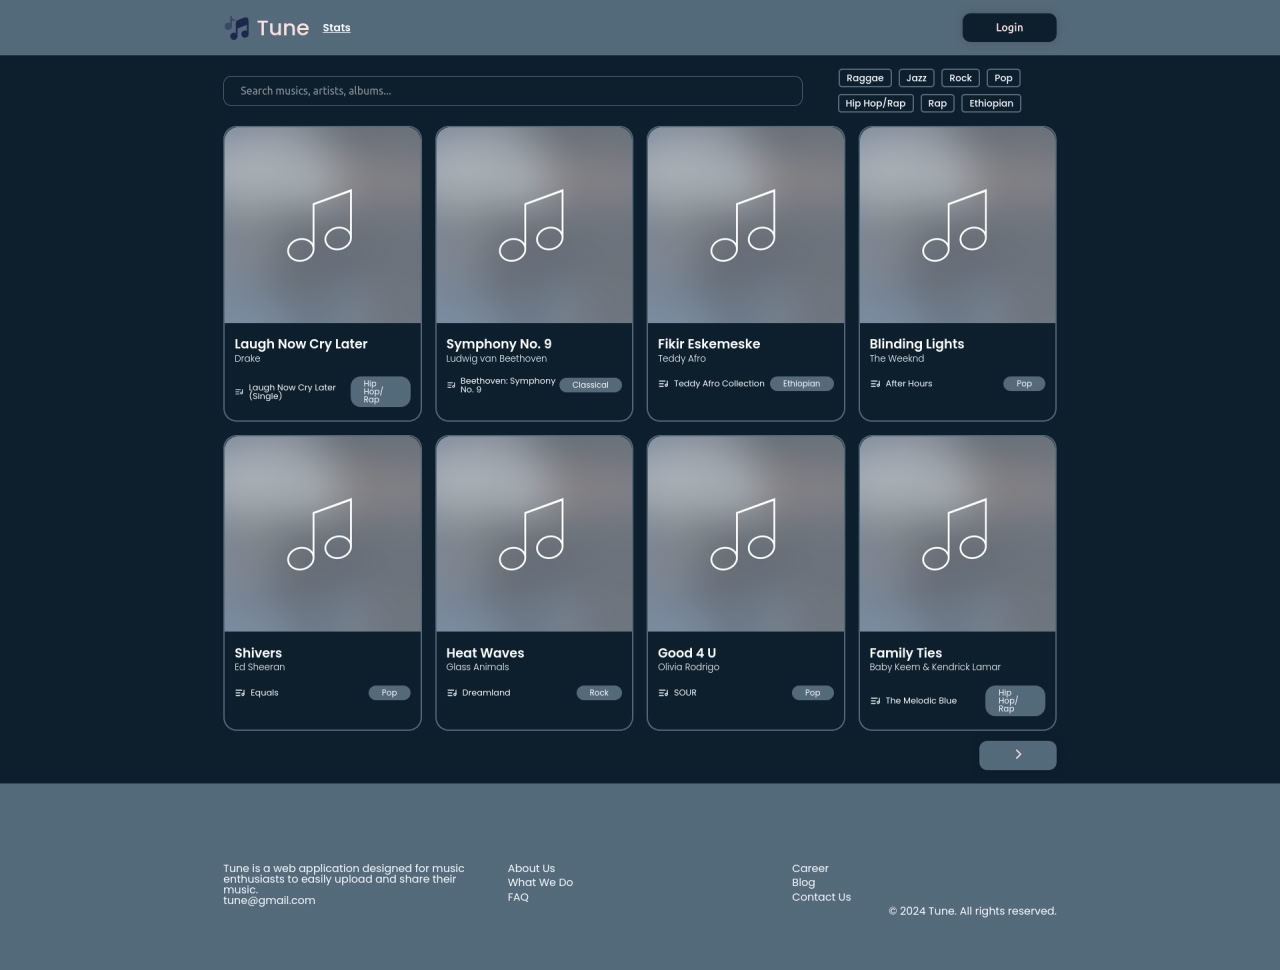 Tune
Stats
Login
Search musics, artists, albums...
Raggae
Jazz
Rock
Pop
Hip Hop/Rap
Rap
Ethiopian
Laugh Now Cry Later
Drake
Laugh Now Cry Later
(Single)
Hip
Hop/
Rap
Symphony No. 9
Ludwig van Beethoven
Beethoven: Symphony
No. 9
Classical
Fikir Eskemeske
Teddy Afro
Teddy Afro Collection
Ethiopian
Blinding Lights
The Weeknd
After Hours
Pop
Shivers
Ed Sheeran
Equals
Pop
Heat Waves
Glass Animals
Dreamland
Rock
Good 4 U
Olivia Rodrigo
SOUR
Pop
Family Ties
Baby Keem & Kendrick Lamar
The Melodic Blue
Hip
Hop/
Rap
Tune is a web application designed for music
enthusiasts to easily upload and share their
music.
tune@gmail.com
About Us
What We Do
FAQ
Career
Blog
Contact Us
© 2024 Tune. All rights reserved.